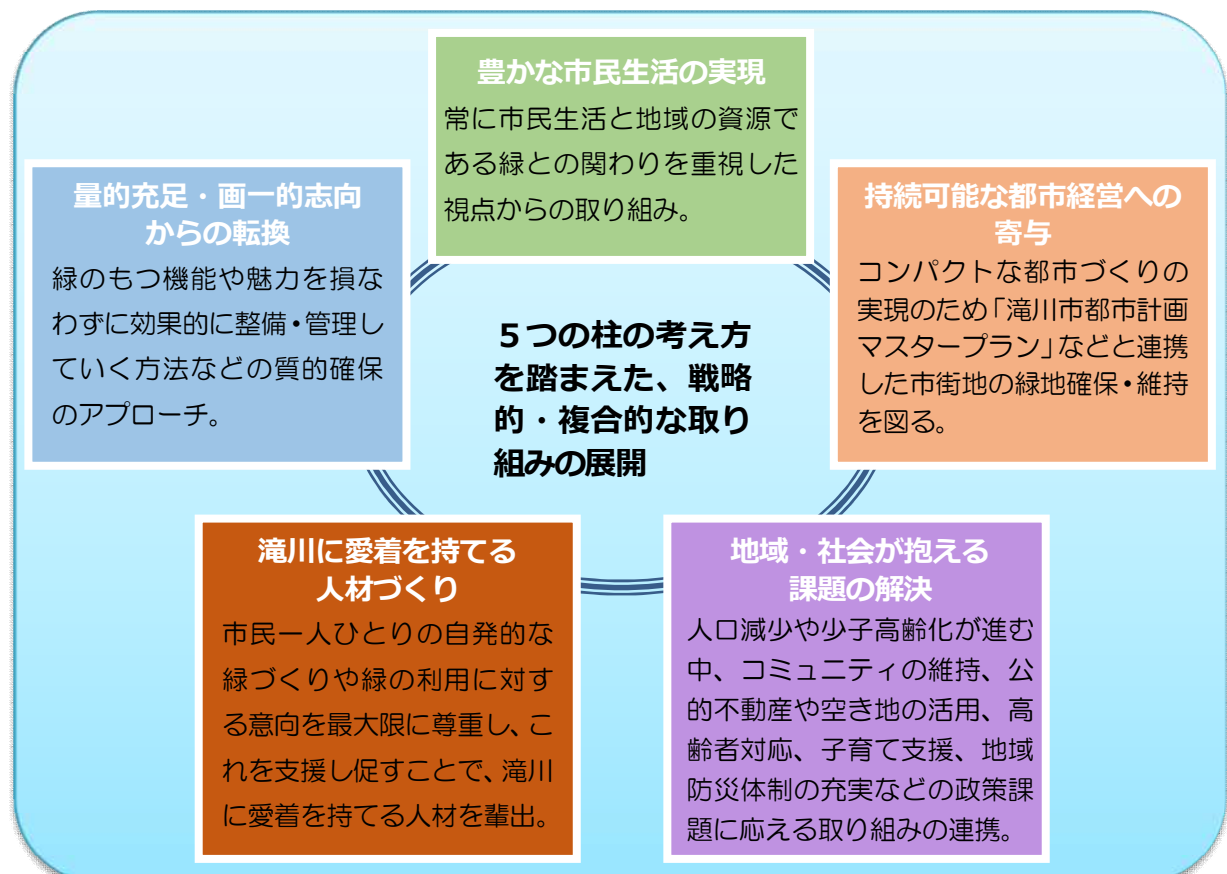 豊かな市民生活の実現
常に市民生活と地域の資源で
ある緑との関わりを重視した
視点からの取り組み。
量的充足・画一的志向
からの転換
緑のもつ機能や魅力を損な
わずに効果的に整備・管理し
ていく方法などの質的確保
のアプローチ。
持続可能な都市経営への
寄与
コンパクトな都市づくりの
実現のため「滝川市都市計画
マスタープラン」などと連携
した市街地の緑地確保・維持
を図る。
５つの柱の考え方
を踏まえた、戦略
的・複合的な取り
組みの展開
滝川に愛着を持てる
人材づくり
市民一人ひとりの自発的な
緑づくりや緑の利用に対す
る意向を最大限に尊重し、こ
れを支援し促すことで、滝川
に愛着を持てる人材を輩出。
地域・社会が抱える
課題の解決
人口減少や少子高齢化が進む
中、コミュニティの維持、公
的不動産や空き地の活用、高
齢者対応、子育て支援、地域
防災体制の充実などの政策課
題に応える取り組みの連携。